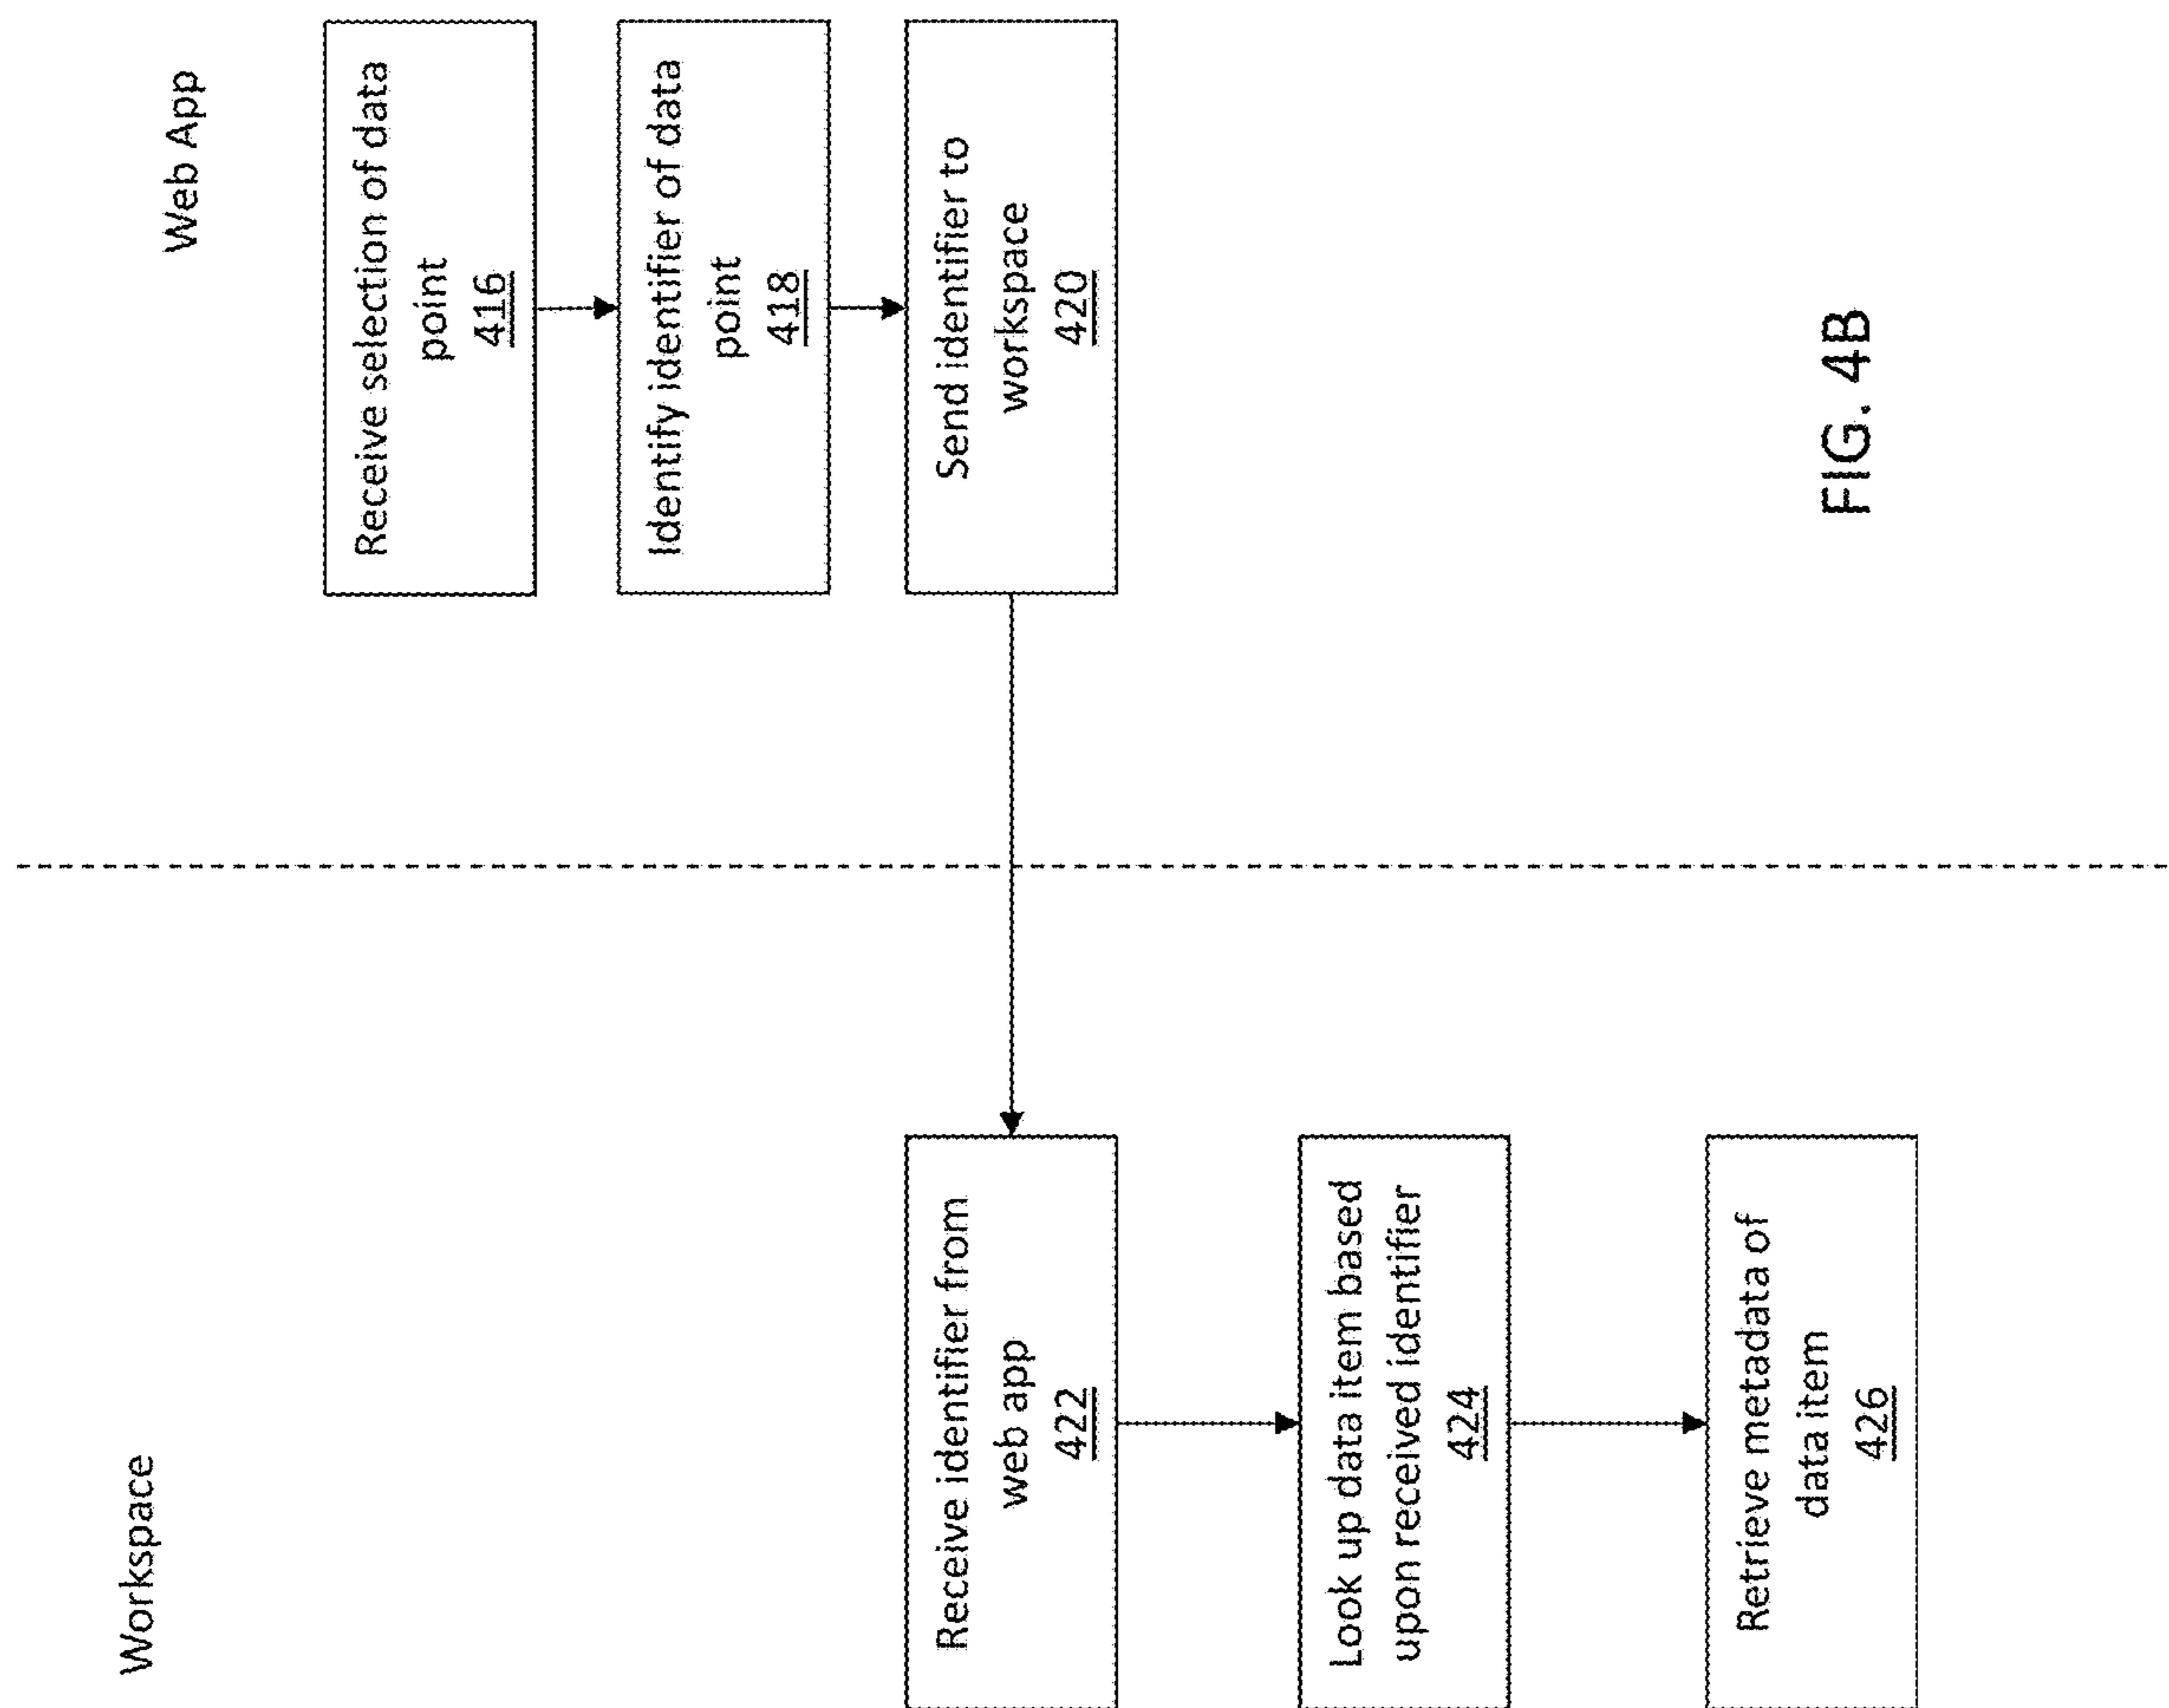 Workspace
Web App
Receive selection of data
point
416
Identify identifier of data
point
418
Send identifier to
workspace
420
Receive identifier from
web app
422
Look up data item based
upon received identifier
424
Retrieve metadata of
data item
426
FIG. 4B